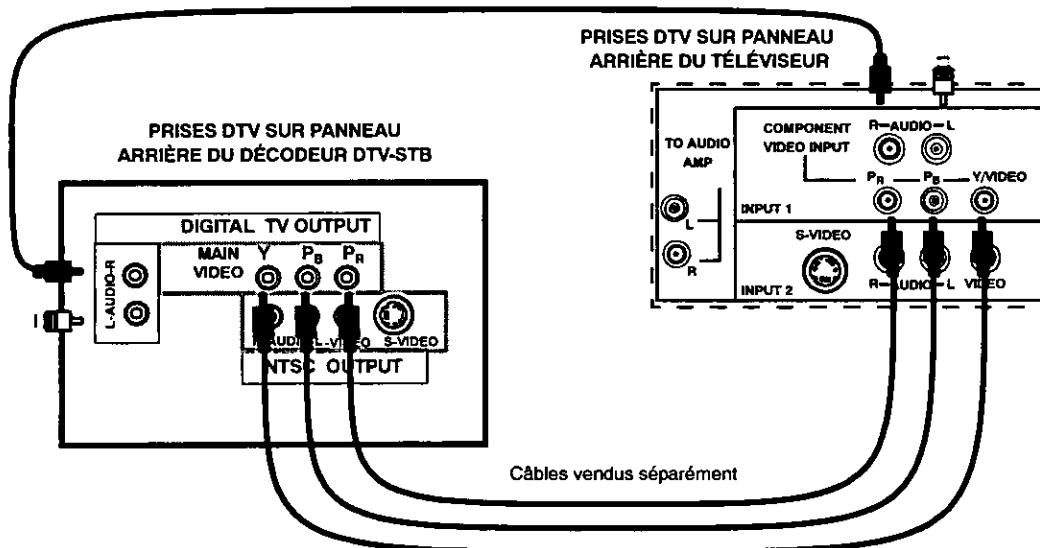 PRISES DTV SUR PANNEAU
ARRIÈRE DU TÉLÉVISEUR
PRISES DTV SUR PANNEAU
ARRIÈRE DU DÉCODEUR DTV-STB
TO AUDIO
AMP
L
R
COMPONENT
VIDEO INPUT
R-AUDIO-L
PR PB Y/VIDEO
INPUT 1
S-VIDEO
R-AUDIO-L VIDEO
INPUT 2
DIGITAL TV OUTPUT
L-AUDIO-R
MAIN
VIDEO
Y PB PR
S-VIDEO
NTSC OUTPUT
Câbles vendus séparément